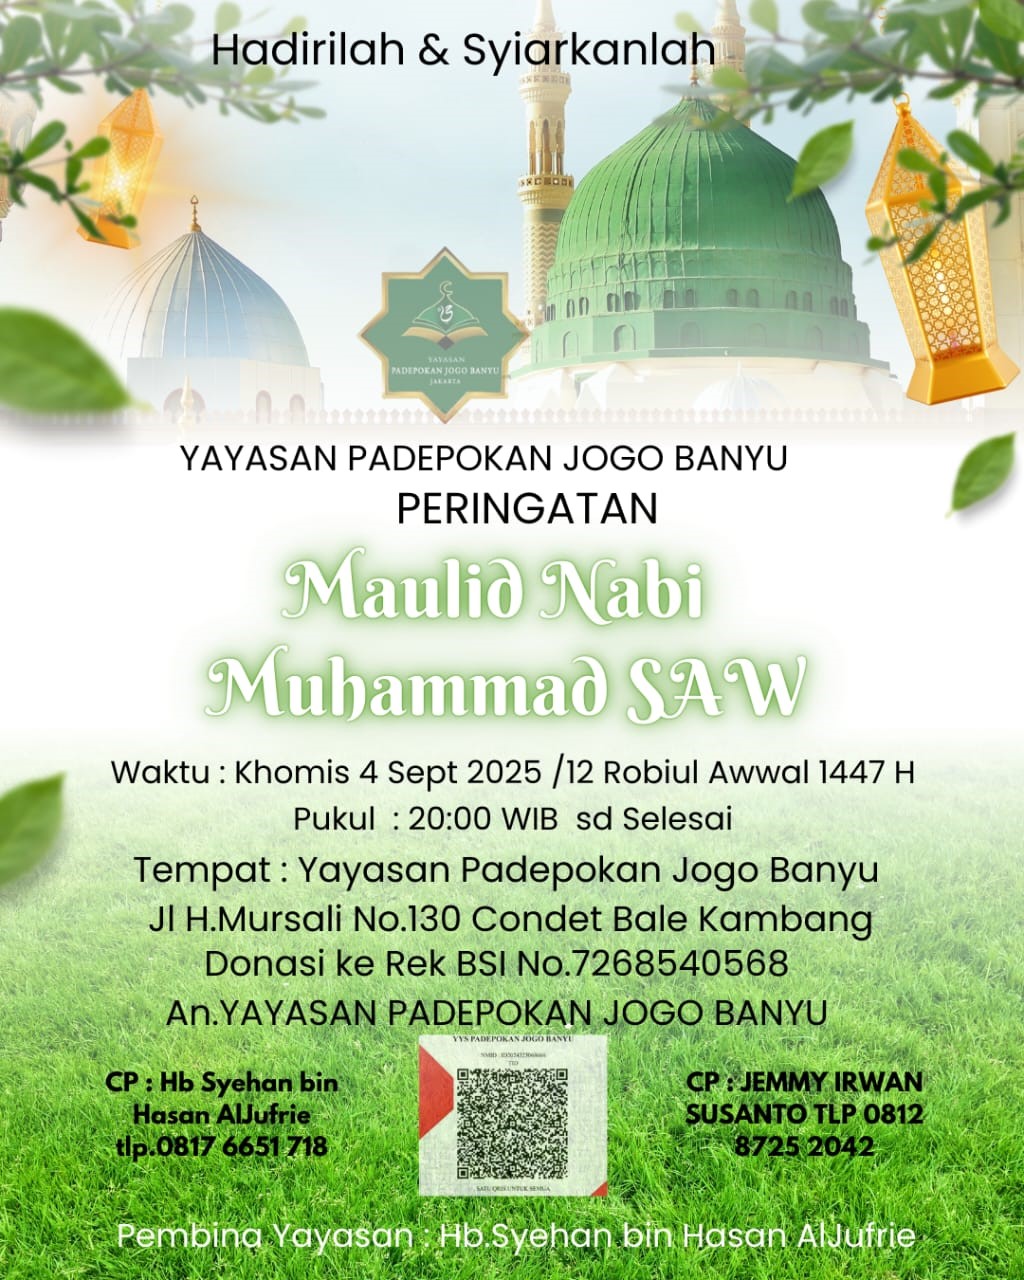 Hadirilah & Syiarkanlah
YAYASAN
PADEPOKAN JOGO BANYU
JAKARTA
YAYASAN PADEPOKAN JOGO BANYU
PERINGATAN
Maulid Nabi
Muhammad SAW
Waktu : Khomis 4 Sept 2025 /12 Robiul Awwal 1447 H
Pukul : 20:00 WIB sd Selesai
Tempat : Yayasan Padepokan Jogo Banyu
Jl H.Mursali No.130 Condet Bale Kambang
Donasi ke Rek BSI No.7268540568
An.YAYASAN PADEPOKAN JOGO BANYU
YYS PADEPOKAN JOGO BANYU
NMID :
SATU QRIS UNTUK SEMUA
CP : Hb Syehan bin
Hasan AlJufrie
tlp.0817 6651 718
CP : JEMMY IRWAN
SUSANTO TLP 0812
8725 2042
Pembina Yayasan : Hb.Syehan bin Hasan AlJufrie